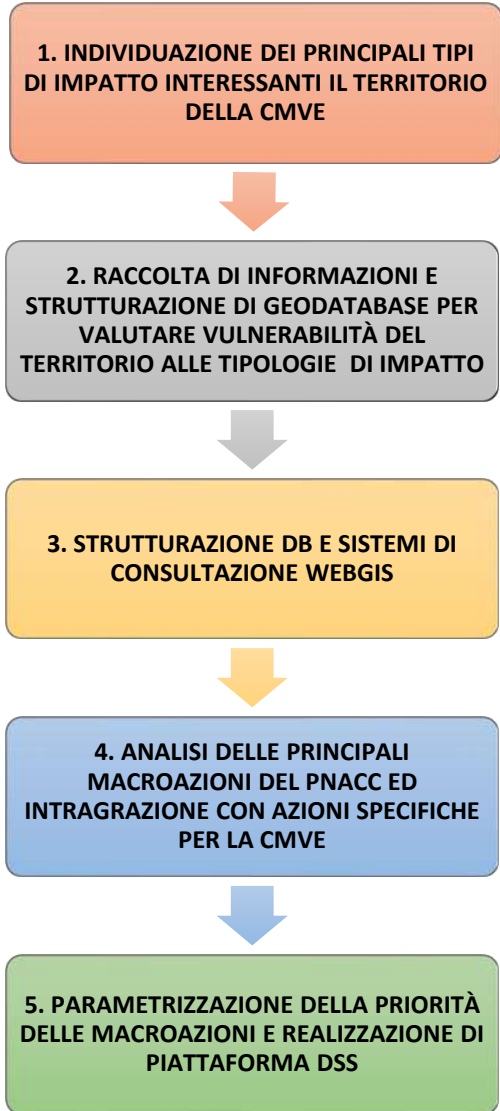 1. INDIVIDUAZIONE DEI PRINCIPALI TIPI
DI IMPATTO INTERESSANTI IL TERRITORIO
DELLA CMVE
2. RACCOLTA DI INFORMAZIONI E
STRUTTURAZIONE DI GEODATABASE PER
VALUTARE VULNERABILITÀ DEL
TERRITORIO ALLE TIPOLOGIE DI IMPATTO
3. STRUTTURAZIONE DB E SISTEMI DI
CONSULTAZIONE WEBGIS
4. ANALISI DELLE PRINCIPALI
MACROAZIONI DEL PNACC ED
INTRAGRAZIONE CON AZIONI SPECIFICHE
PER LA CMVE
5. PARAMETRIZZAZIONE DELLA PRIORITÀ
DELLE MACROAZIONI E REALIZZAZIONE DI
PIATTAFORMA DSS